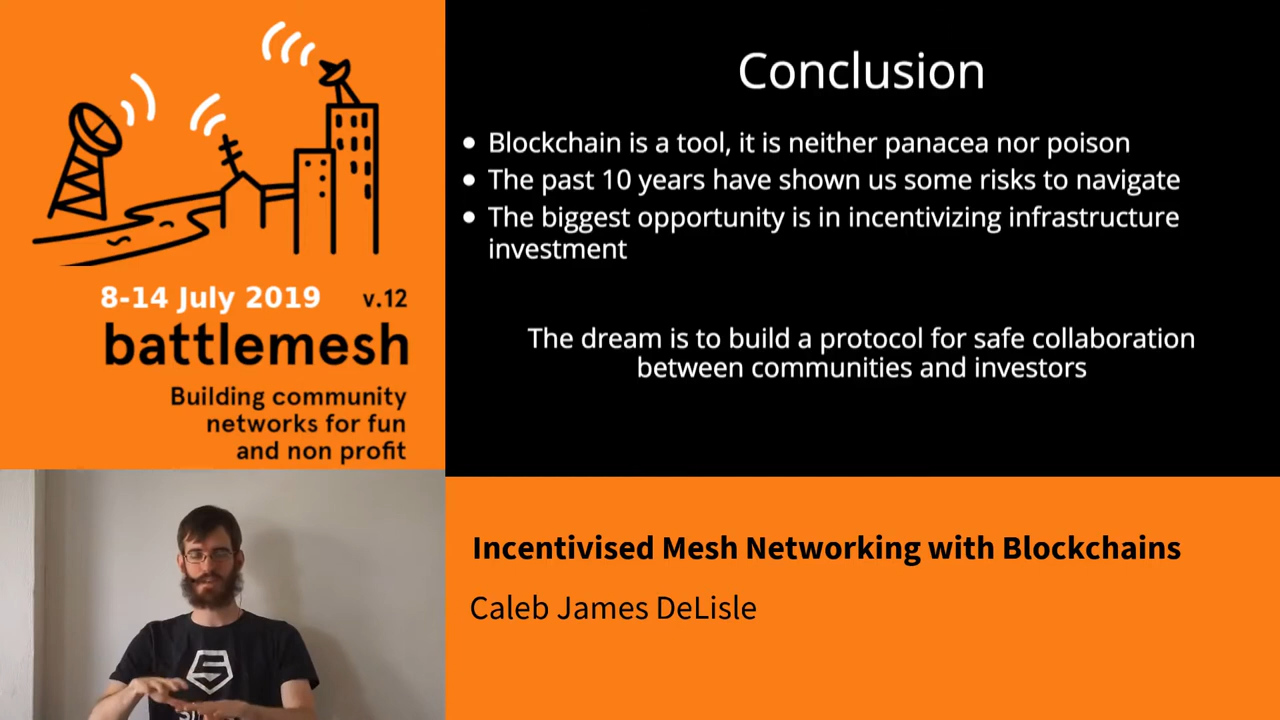 8-14 July 2019 v.12
battlemesh
Building community
networks for fun
and non profit
Conclusion
• Blockchain is a tool, it is neither panacea nor poison
• The past 10 years have shown us some risks to navigate
• The biggest opportunity is in incentivizing infrastructure
investment
The dream is to build a protocol for safe collaboration
between communities and investors
Incentivised Mesh Networking with Blockchains
Caleb James DeLisle